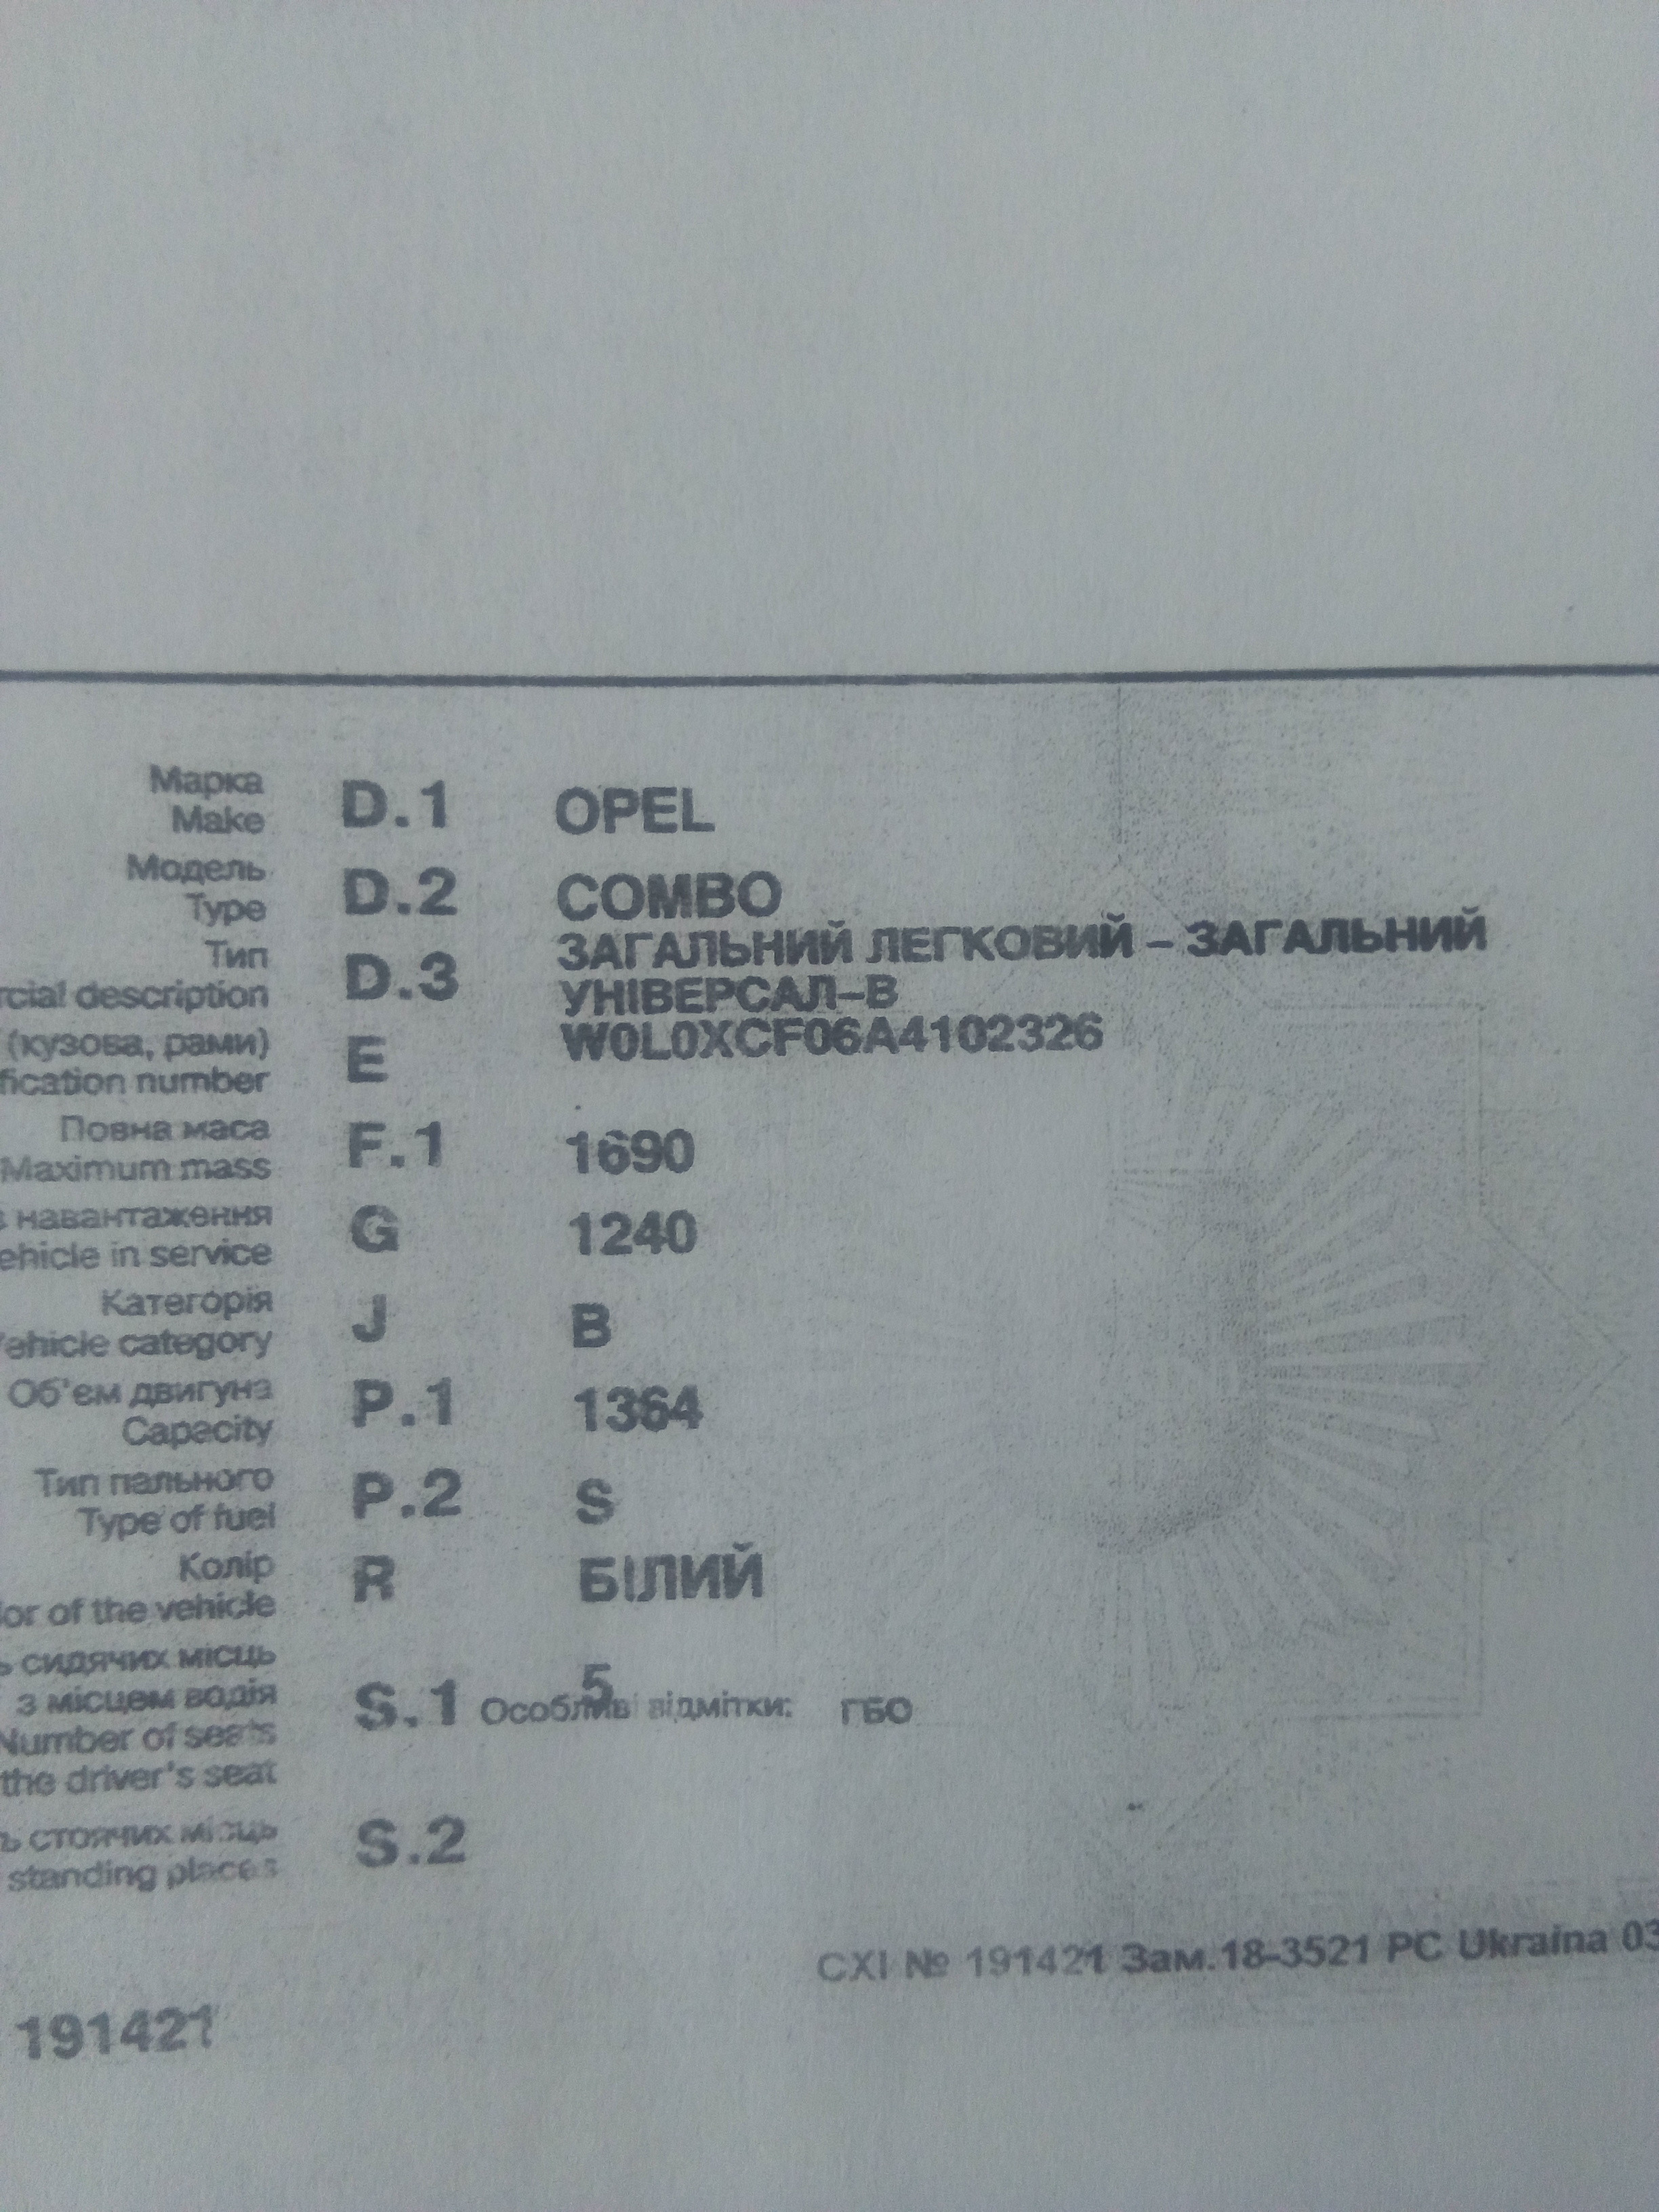 Марка
Make
D.1 OPEL
Модель
Type
D.2 COMBO
Тип
rcial description
D.3 ЗАГАЛЬНИЙ ЛЕГКОВИЙ – ЗАГАЛЬНИЙ
УНІВЕРСАЛ–В
(кузова, рами)
fication number
E W0L0XCF06A4102326
Повна маса
Maximum mass
F.1 1690
з навантаження
ehicle in service
G 1240
Категорія
Vehicle category
J B
Об'єм двигуна
Capacity
P.1 1364
Тип пального
Type of fuel
P.2 S
Колір
lor of the vehicle
R БІЛИЙ
ь сидячих місць
з місцем водія
Number of seats
the driver's seat
S.1 5
Особливі відмітки: ГБО
ь стоячих місць
standing places
S.2
СХІ № 191421 Зам.18-3521 PC Ukraina 03
191421